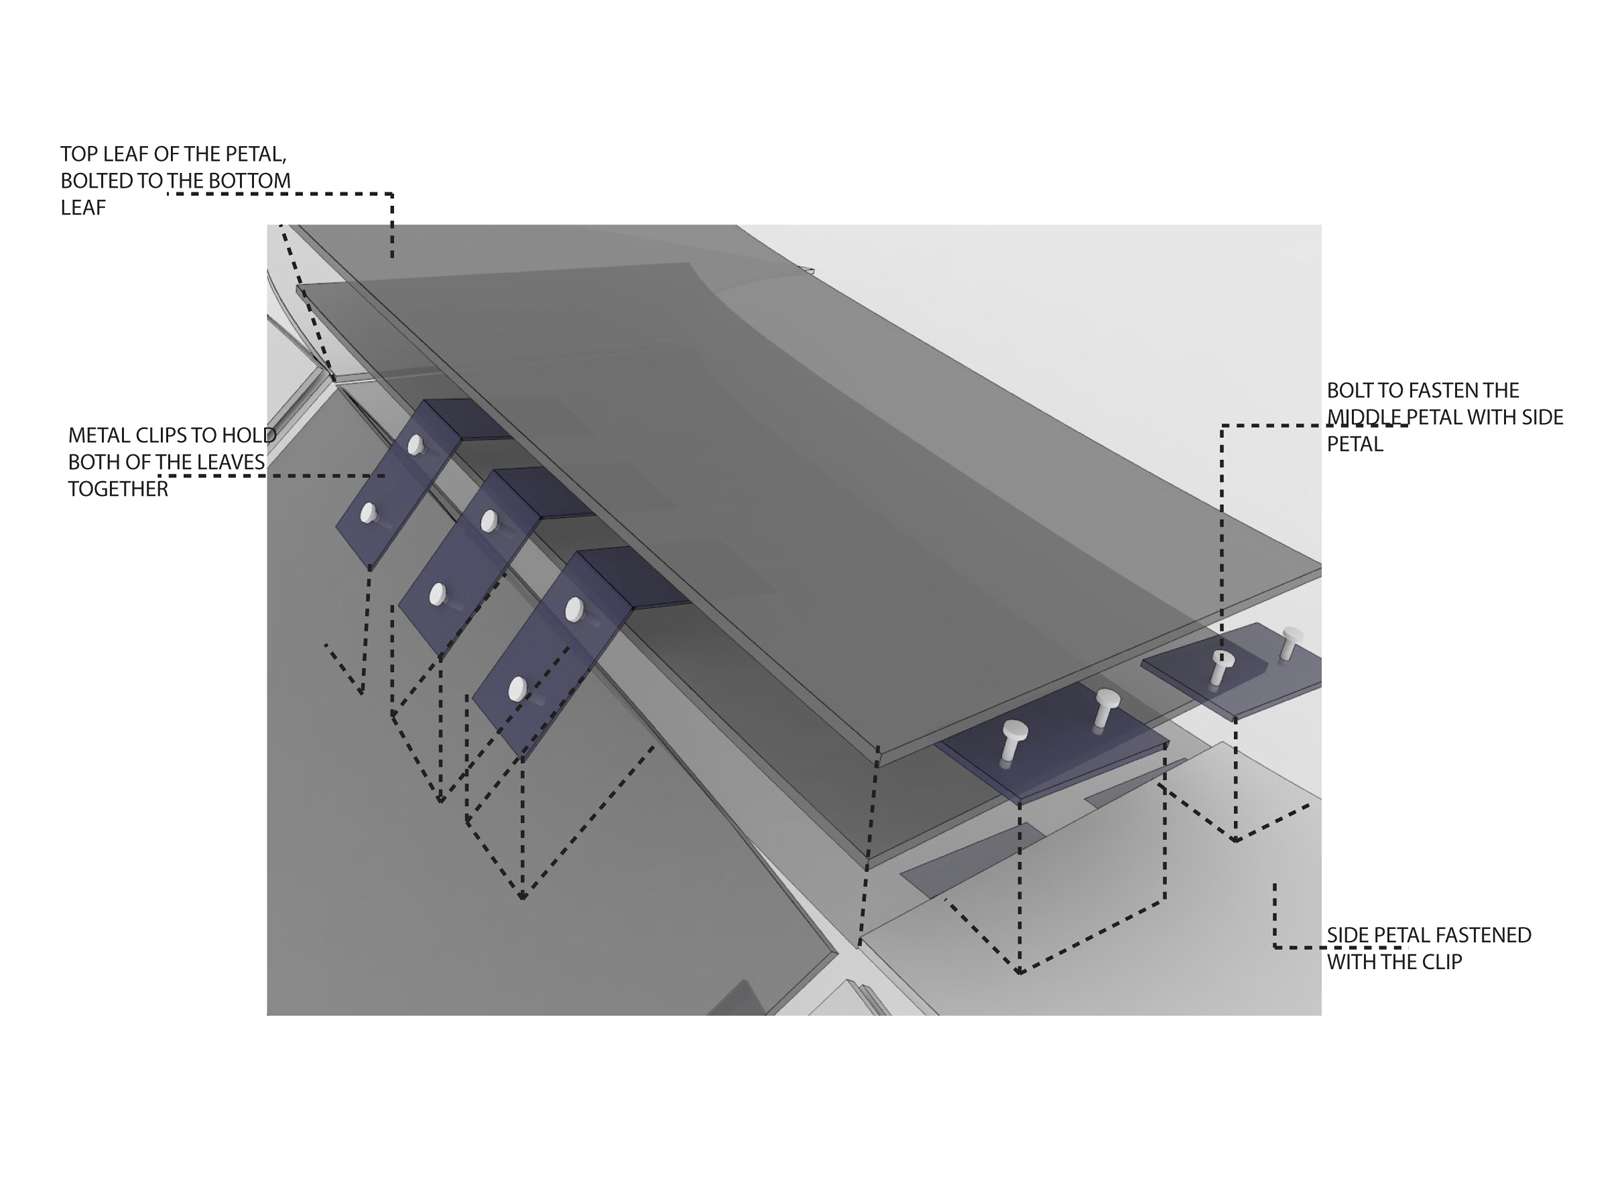 TOP LEAF OF THE PETAL,
BOLTED TO THE BOTTOM
LEAF
METAL CLIPS TO HOLD
BOTH OF THE LEAVES
TOGETHER
BOLT TO FASTEN THE
MIDDLE PETAL WITH SIDE
PETAL
SIDE PETAL FASTENED
WITH THE CLIP